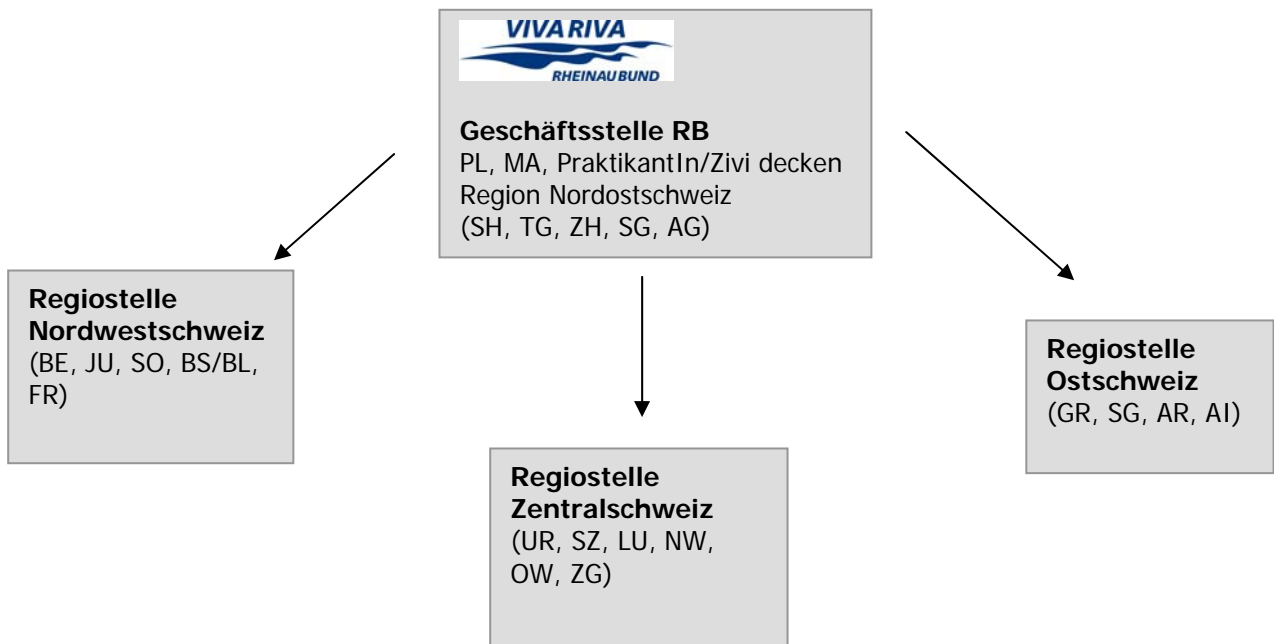 VIVA RIVA
RHEINAUBUND
Geschäftsstelle RB
PL, MA, PraktikantIn/Zivi decken
Region Nordostschweiz
(SH, TG, ZH, SG, AG)
Regiostelle
Nordwestschweiz
(BE, JU, SO, BS/BL,
FR)
Regiostelle
Zentralschweiz
(UR, SZ, LU, NW,
OW, ZG)
Regiostelle
Ostschweiz
(GR, SG, AR, AI)